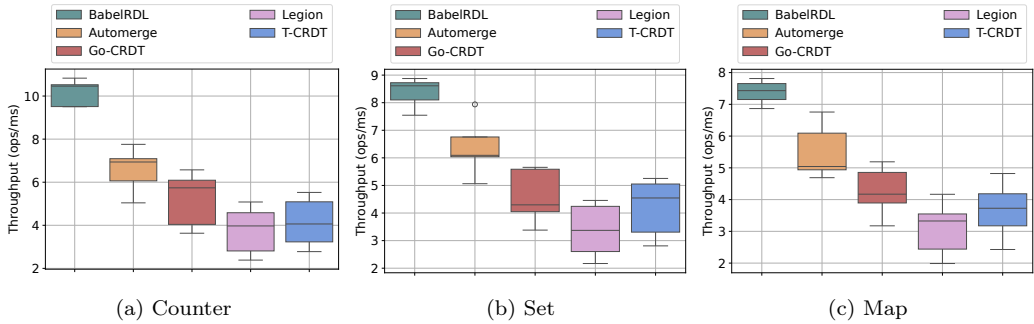 BabelRDL
Automerge
Go-CRDT
Legion
T-CRDT
Throughput (ops/ms)
10
8
6
4
2
(a) Counter
BabelRDL
Automerge
Go-CRDT
Legion
T-CRDT
Throughput (ops/ms)
9
8
7
6
5
4
3
2
(b) Set
BabelRDL
Automerge
Go-CRDT
Legion
T-CRDT
Throughput (ops/ms)
8
7
6
5
4
3
2
(c) Map